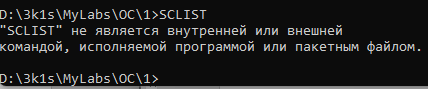 D:\3k1s\MyLabs\OC\1>SCLIST
"SCLIST" не является внутренней или внешней
командой, исполняемой программой или пакетным файлом.
D:\3k1s\MyLabs\OC\1>